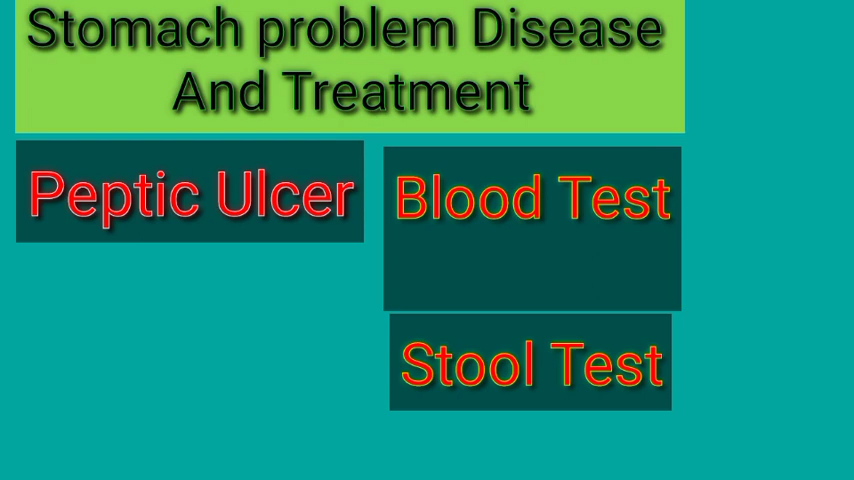 Stomach problem Disease
And Treatment
Peptic Ulcer
Blood Test
Stool Test